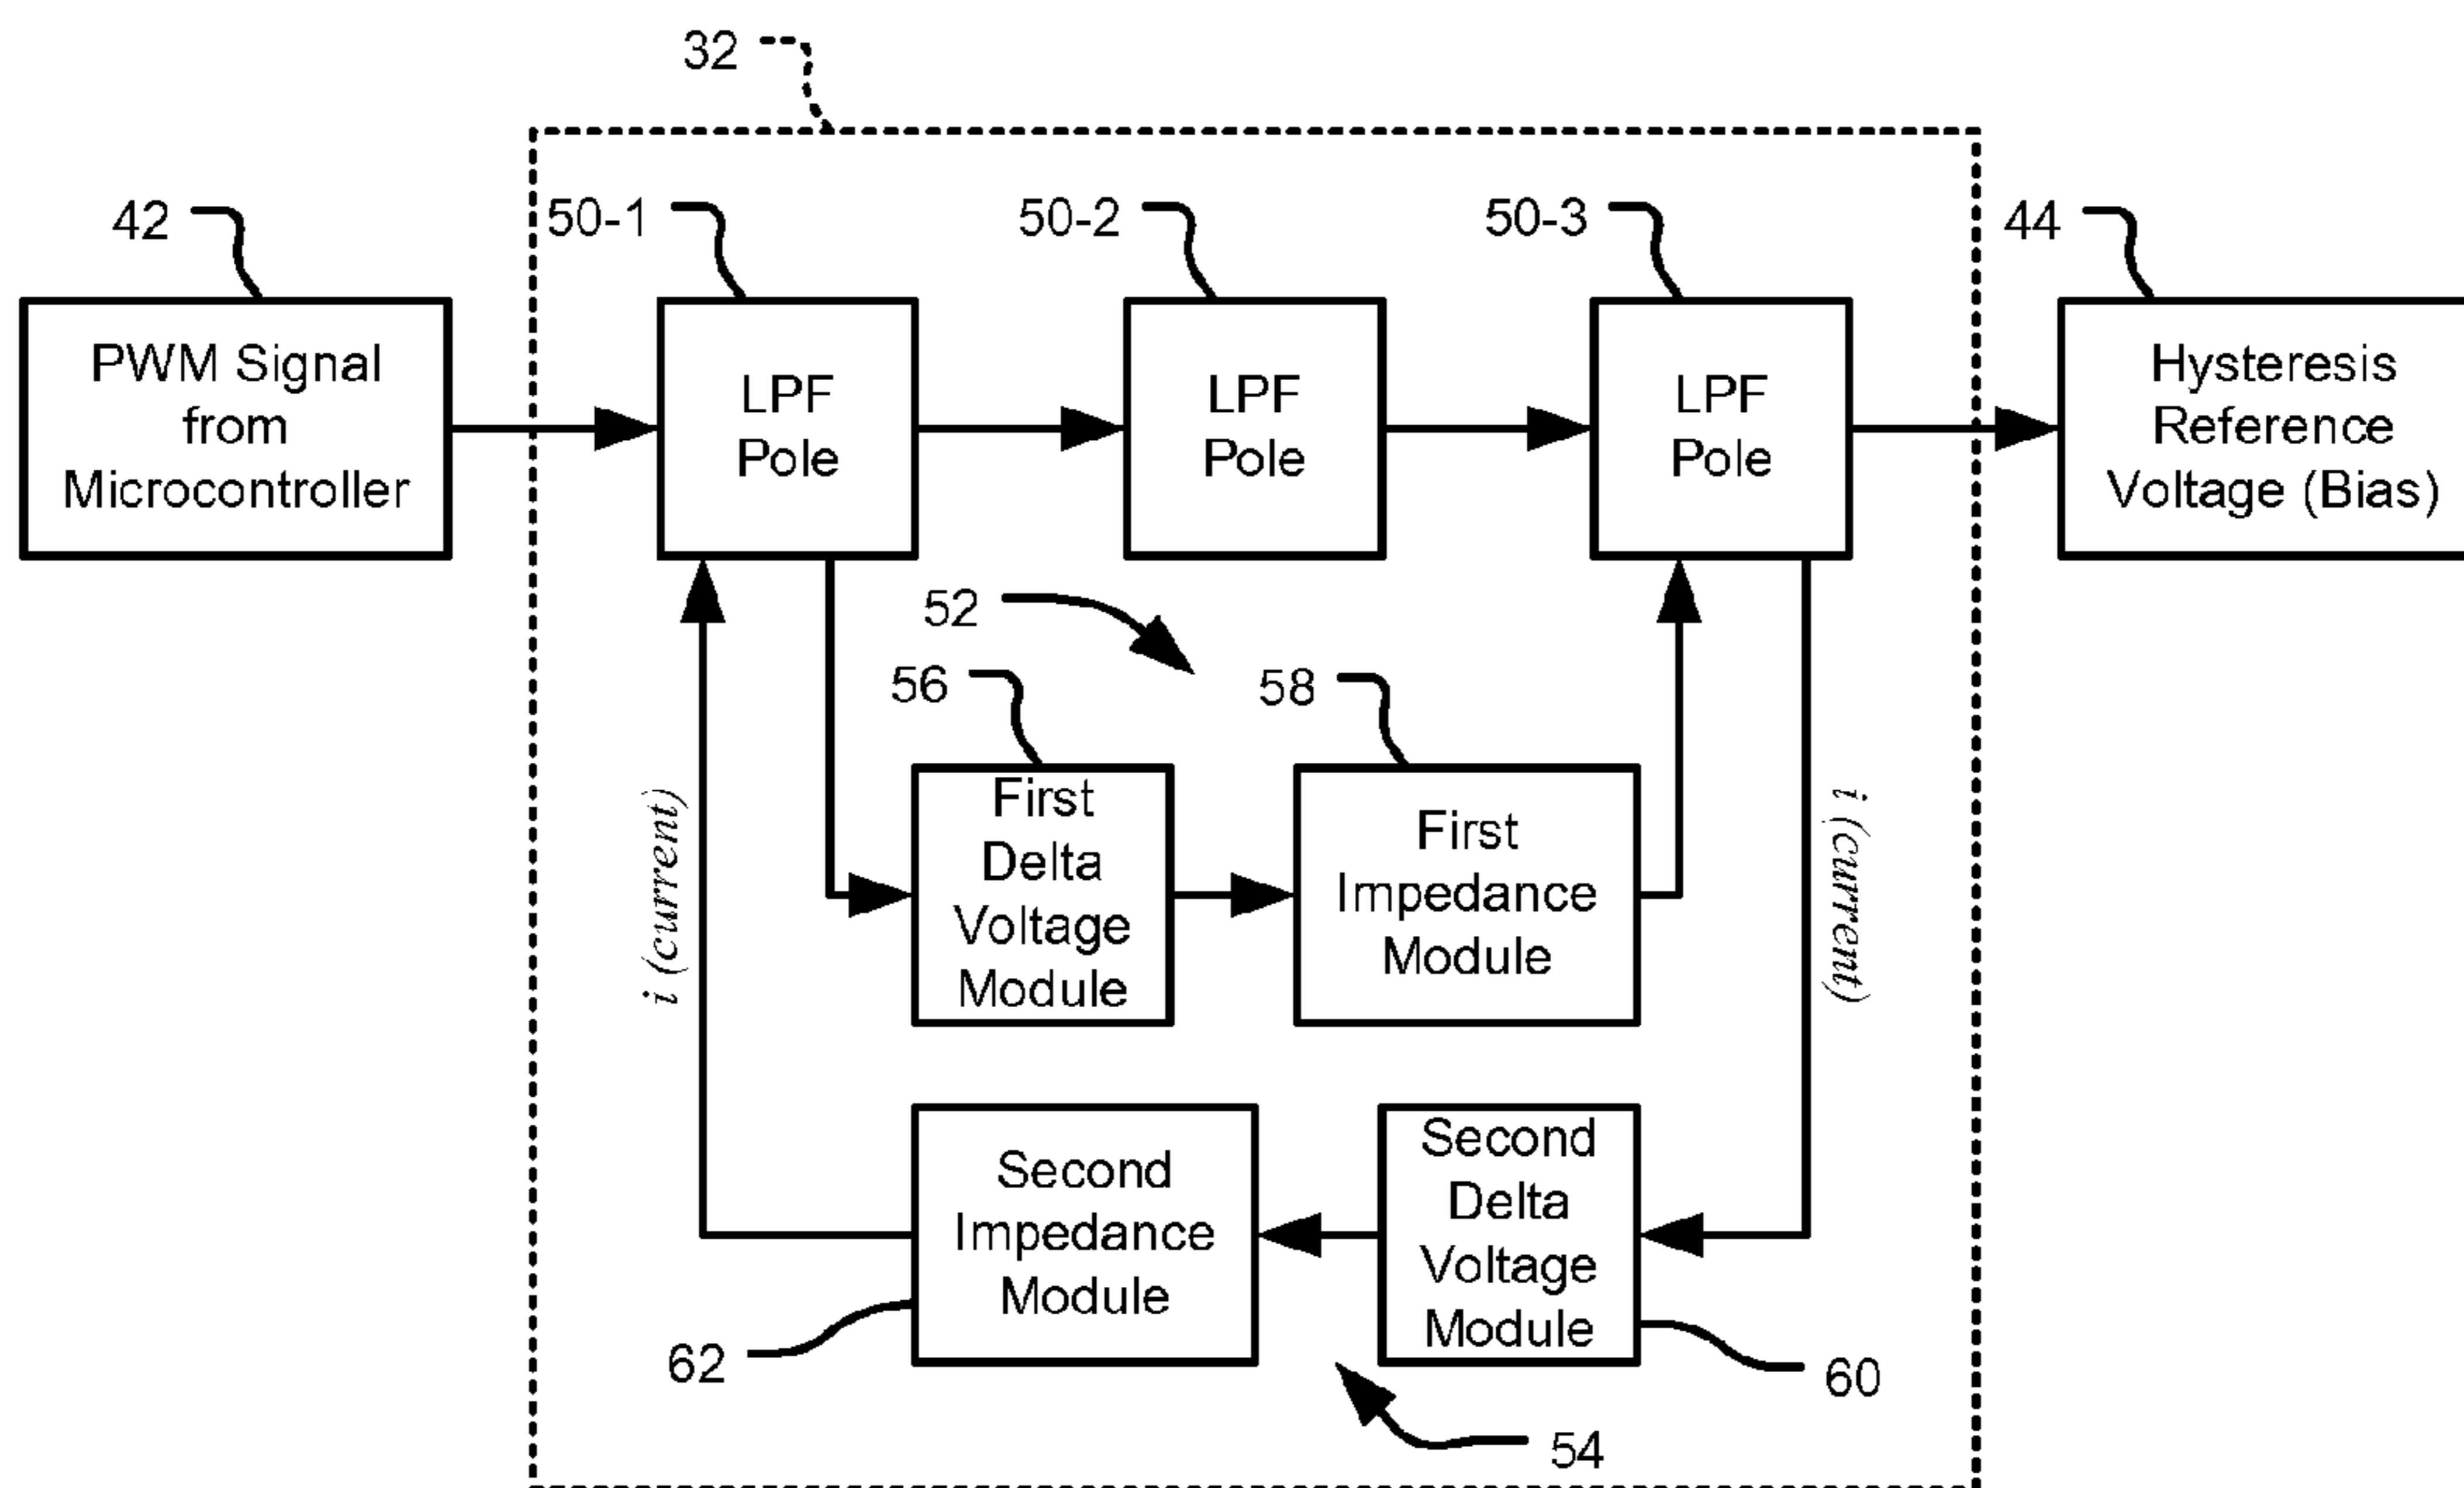 32
42
50-1
50-2
50-3
44
PWM Signal
from
Microcontroller
LPF
Pole
LPF
Pole
LPF
Pole
Hysteresis
Reference
Voltage (Bias)
52
56
58
i (current)
First
Delta
Voltage
Module
First
Impedance
Module
i (current)
Second
Impedance
Module
Second
Delta
Voltage
Module
62
60
54